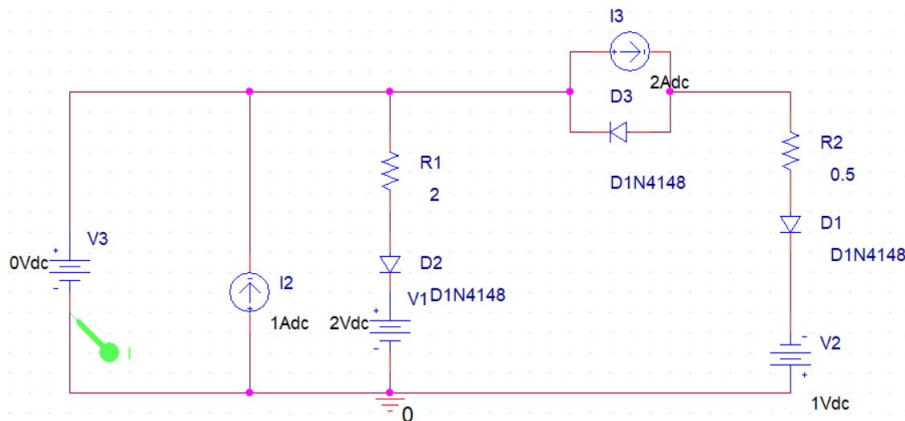 I3
2Adc
D3
D1N4148
R1
2
R2
0.5
D1
D1N4148
V3
0Vdc
I2
1Adc
D2
D1N4148
V1
2Vdc
V2
1Vdc
I
0